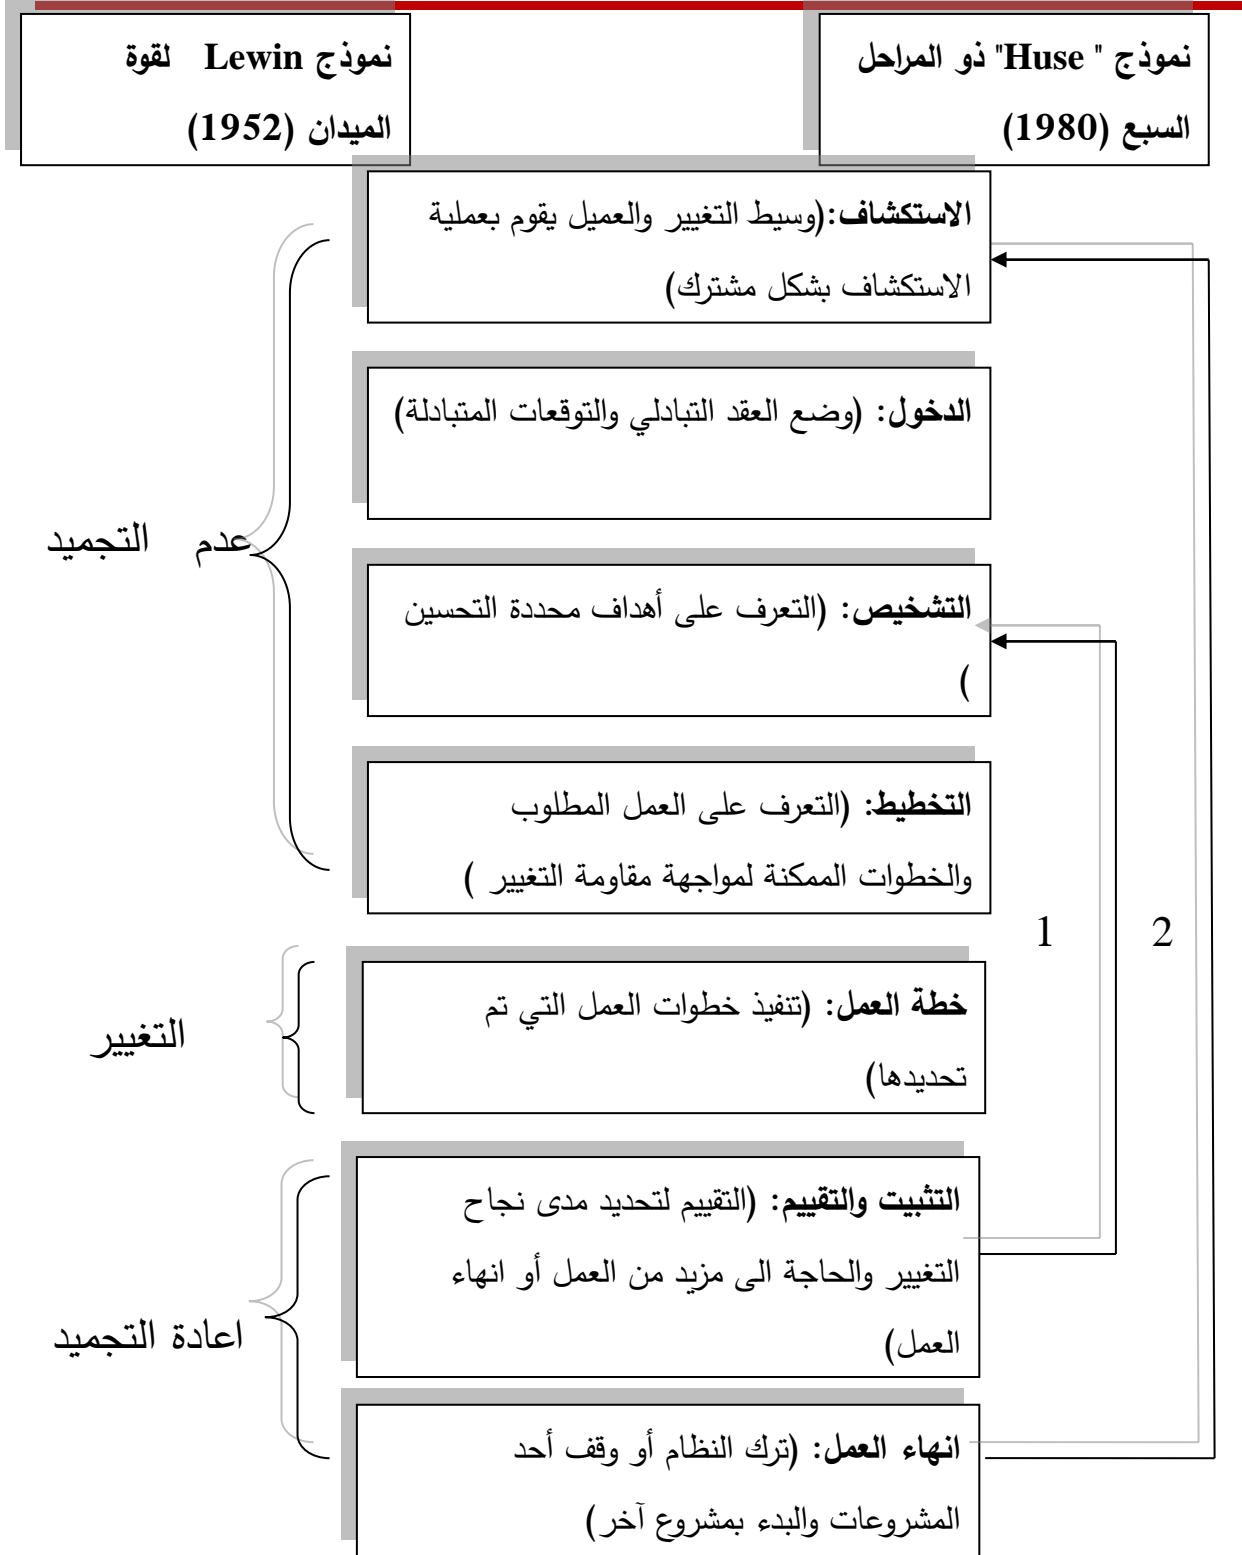 نموذج " Huse" ذو المراحل
السبع (1980)
نموذج Lewin لقوة
الميدان (1952)
الاستكشاف:(وسيط التغيير والعميل يقوم بعملية
الاستكشاف بشكل مشترك)
الدخول: (وضع العقد التبادلي والتوقعات المتبادلة)
عدم التجميد
التشخيص: (التعرف على أهداف محددة التحسين
)
التخطيط: (التعرف على العمل المطلوب
والخطوات الممكنة لمواجهة مقاومة التغيير )
1
2
خطة العمل: (تنفيذ خطوات العمل التي تم
تحديدها)
التغيير
التثبيت والتقييم: (التقييم لتحديد مدى نجاح
التغيير والحاجة الى مزيد من العمل أو انهاء
العمل)
اعادة التجميد
انهاء العمل: (ترك النظام أو وقف أحد
المشروعات والبدء بمشروع آخر)